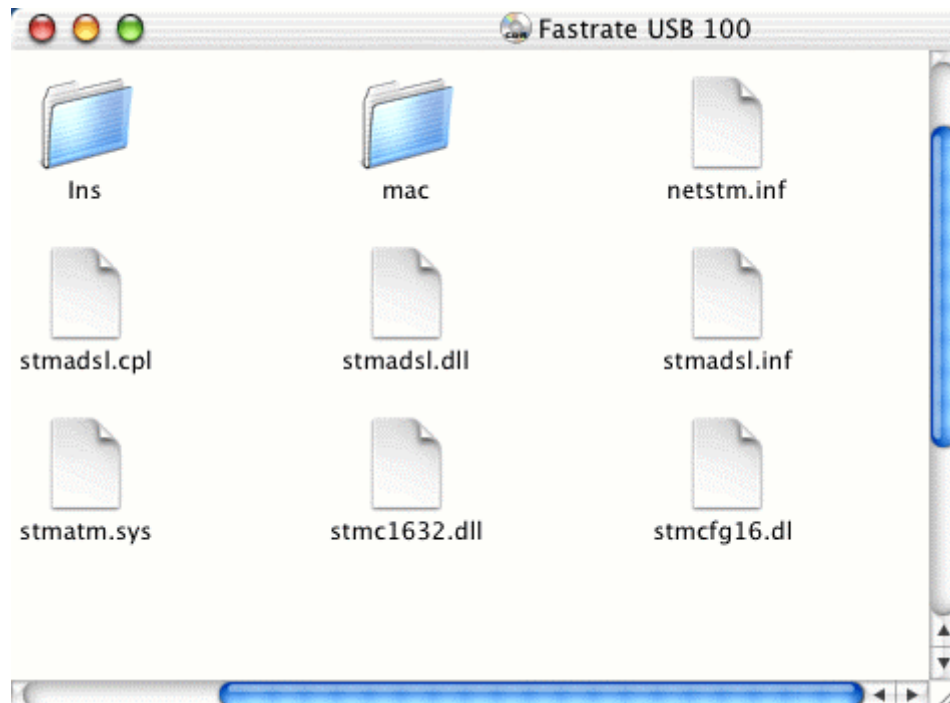 Fastrate USB 100
Ins mac netstm.inf
stmadsl.cpl stmadsl.dll stmadsl.inf
stmatm.sys stmc1632.dll stmcfg16.dl